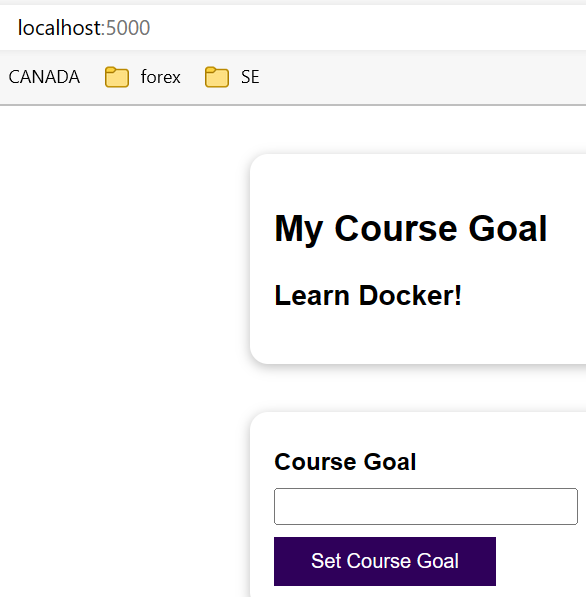 localhost:5000
CANADA forex SE
My Course Goal
Learn Docker!
Course Goal
Set Course Goal